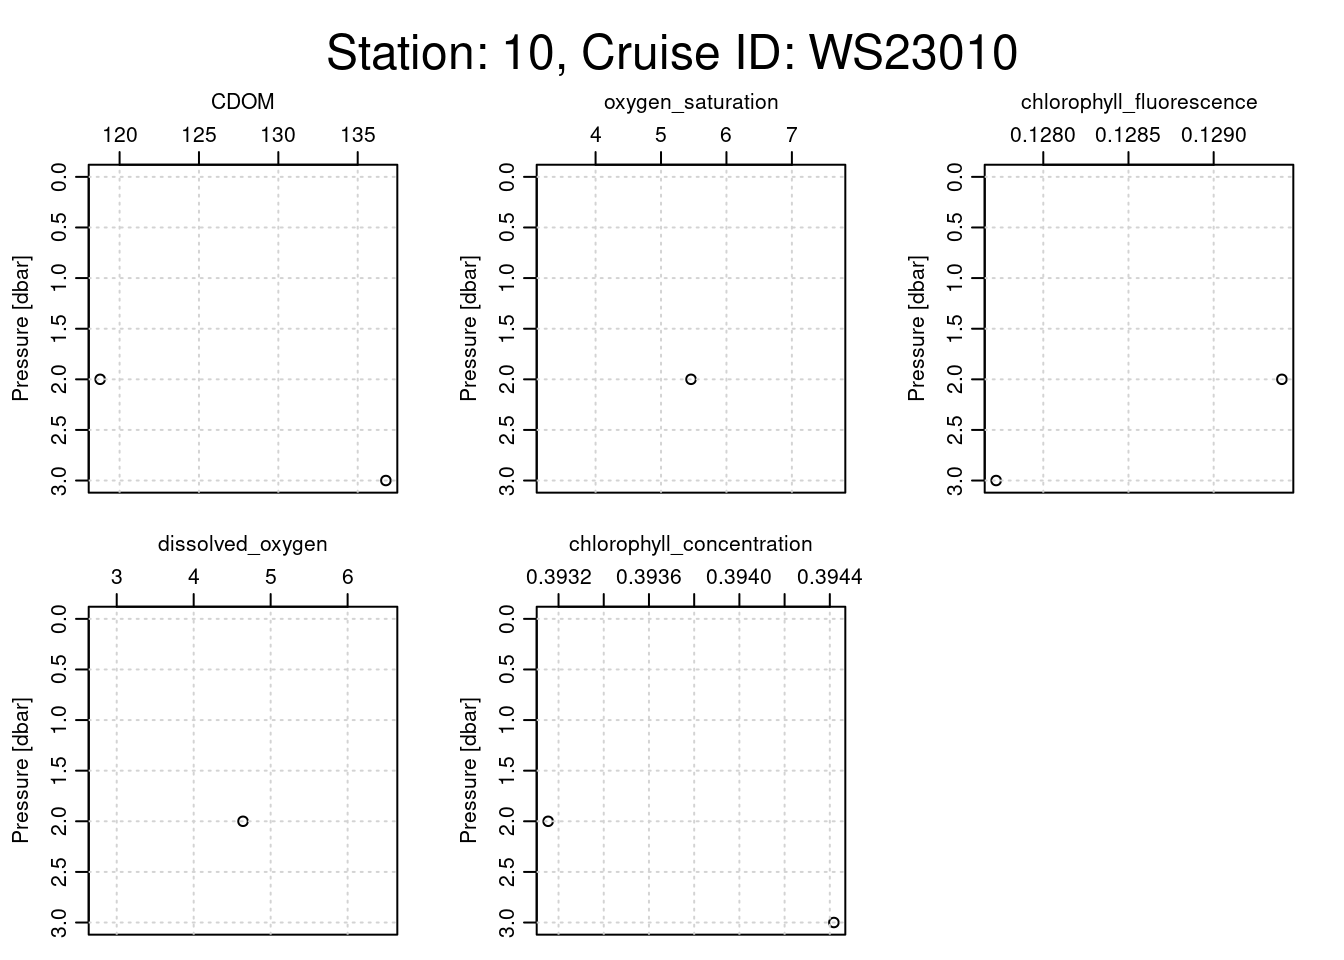 Station: 10, Cruise ID: WS23010
CDOM
120 125 130 135
0.0
0.5
1.0
1.5
2.0
2.5
3.0
Pressure [dbar]
oxygen_saturation
4 5 6 7
0.0
0.5
1.0
1.5
2.0
2.5
3.0
Pressure [dbar]
chlorophyll_fluorescence
0.1280 0.1285 0.1290
0.0
0.5
1.0
1.5
2.0
2.5
3.0
Pressure [dbar]
dissolved_oxygen
3 4 5 6
0.0
0.5
1.0
1.5
2.0
2.5
3.0
Pressure [dbar]
chlorophyll_concentration
0.3932 0.3936 0.3940 0.3944
0.0
0.5
1.0
1.5
2.0
2.5
3.0
Pressure [dbar]